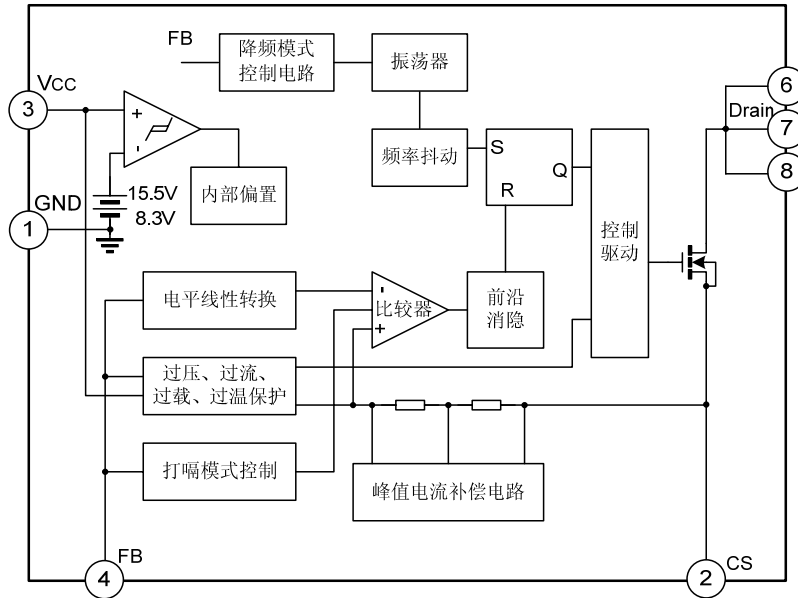 FB
降频模式
控制电路
振荡器
6
VCC
3
+
-
Drain
7
频率抖动
S
Q
R
8
内部偏置
15.5V
8.3V
GND
1
控制
驱动
电平线性转换
-
比较器
+
前沿
消隐
过压、过流、
过载、过温保护
打嗝模式控制
峰值电流补偿电路
FB
4
CS
2